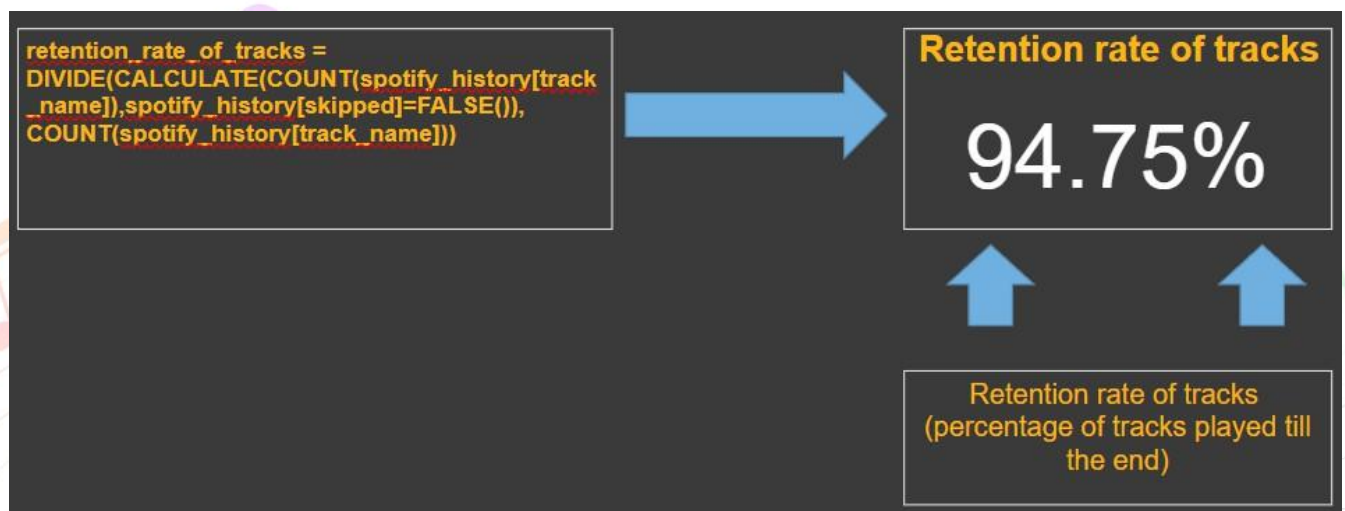 retention_rate_of_tracks =
DIVIDE(CALCULATE(COUNT(spotify_history[track
_name]),spotify_history[skipped]=FALSE()),
COUNT(spotify_history[track_name]))
Retention rate of tracks
94.75%
Retention rate of tracks
(percentage of tracks played till
the end)